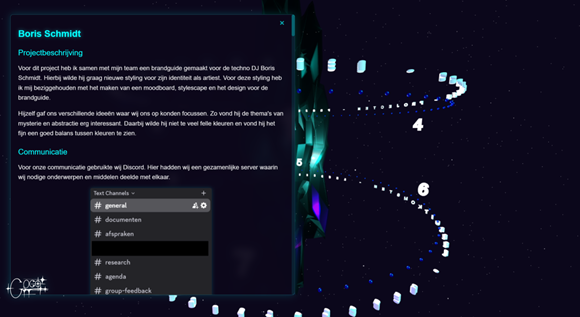 Boris Schmidt
Projectbeschrijving
Voor dit project heb ik samen met mijn team een brandguide gemaakt voor de techno DJ Boris
Schmidt. Hierbij wilde hij graag nieuwe styling voor zijn identiteit als artiest. Voor deze styling heb
ik mij beziggehouden met het maken van een moodboard, stylescape en het design voor de
brandguide.
Hijzelf gaf ons verschillende ideeën waar wij ons op konden focussen. Zo vond hij de thema's van
mysterie en abstractie erg interessant. Daarbij wilde hij niet te veel felle kleuren en vond hij het
fijn een goed balans tussen kleuren te zien.
Communicatie
Voor onze communicatie gebruikte wij Discord. Hier hadden wij een gezamenlijke server waarin
wij nodige onderwerpen en middelen deelde met elkaar.
Text Channels
# general
# documenten
# afspraken
# research
# agenda
# group-feedback
4
5
6
7